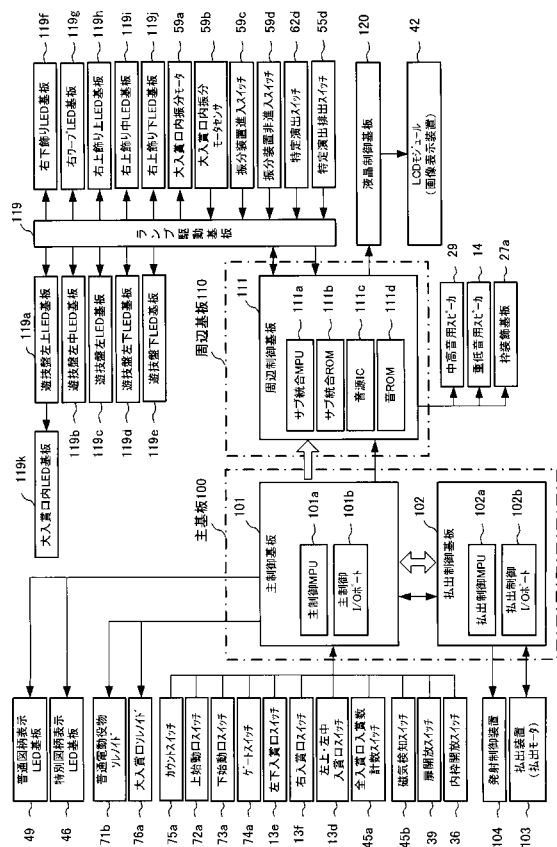 119f
右下飾りLED基板
119g
右ワープLED基板
119h
右上飾り上LED基板
119i
右上飾り中LED基板
119j
右上飾り下LED基板
59a
大入賞口内振分モータ
59b
大入賞口内振分
モータセンサ
59c
振分装置進入スイッチ
59d
振分装置非進入スイッチ
62d
特定演出スイッチ
55d
特定演出排出スイッチ
119
ランプ駆動基板
119a
遊技盤左上LED基板
119b
遊技盤左中LED基板
119c
遊技盤左LED基板
119d
遊技盤左下LED基板
119e
遊技盤下LED基板
119k
大入賞口内LED基板
120
液晶制御基板
42
LCDモジュール
(画像表示装置)
周辺基板110
111
周辺制御基板
サブ統合MPU
111a
サブ統合ROM
111b
音源IC
111c
音ROM
111d
29
中高音用スピーカ
14
重低音用スピーカ
27a
枠装飾基板
主基板100
101
主制御基板
主制御MPU
101a
主制御
I/Oポート
101b
102
払出制御基板
払出制御MPU
102a
払出制御
I/Oポート
102b
普通図柄表示
LED基板
49
特別図柄表示
LED基板
46
普通電動役物
ソレノイド
71b
大入賞口ソレノイド
76a
カウントスイッチ
75a
上始動口スイッチ
72a
下始動口スイッチ
73a
ゲートスイッチ
74a
左下入賞口スイッチ
13e
右入賞口スイッチ
13f
左上・左中
入賞口スイッチ
13d
全入賞口入賞数
計数スイッチ
45a
磁気検知スイッチ
45b
扉開放スイッチ
39
内枠開放スイッチ
36
発射制御装置
104
払出装置
(払出モータ)
103